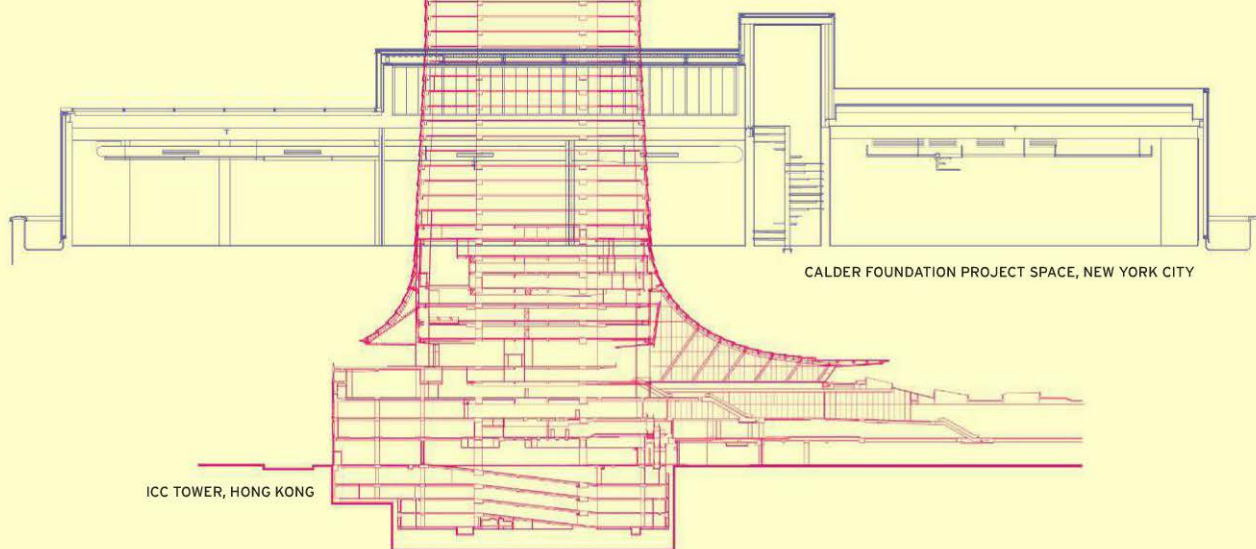 CALDER FOUNDATION PROJECT SPACE, NEW YORK CITY
ICC TOWER, HONG KONG